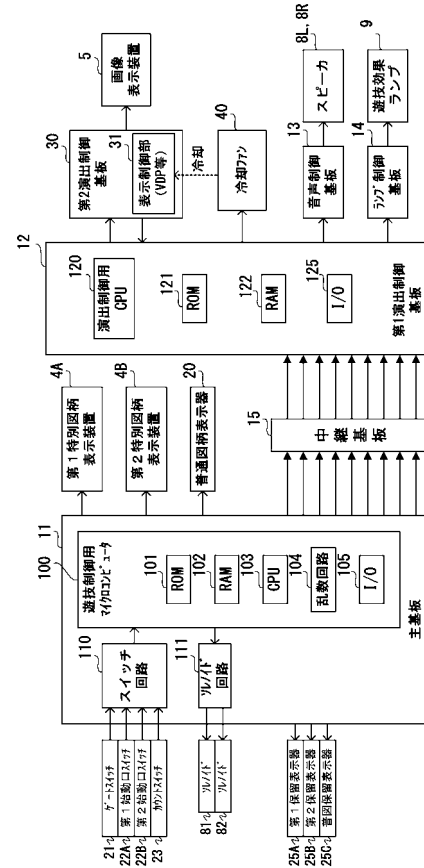 11
主基板
100
遊技制御用
マイクロコンピュータ
101
ROM
102
RAM
103
CPU
104
乱数回路
105
I/O
110
スイッチ
回路
111
ソレノイド
回路
21
ゲートスイッチ
22A
第1始動口スイッチ
22B
第2始動口スイッチ
23
カウントスイッチ
81
ソレノイド
82
ソレノイド
25A
第1保留表示器
25B
第2保留表示器
25C
普図保留表示器
4A
第1特別図柄
表示装置
4B
第2特別図柄
表示装置
20
普通図柄表示器
15
中継基板
12
120
演出制御用
CPU
121
ROM
122
RAM
125
I/O
第1演出制御
基板
30
第2演出制御
基板
31
表示制御部
(VDP等)
5
画像
表示装置
冷却
40
冷却ファン
13
音声制御
基板
8L, 8R
スピーカ
14
ランプ制御
基板
9
遊技効果
ランプ